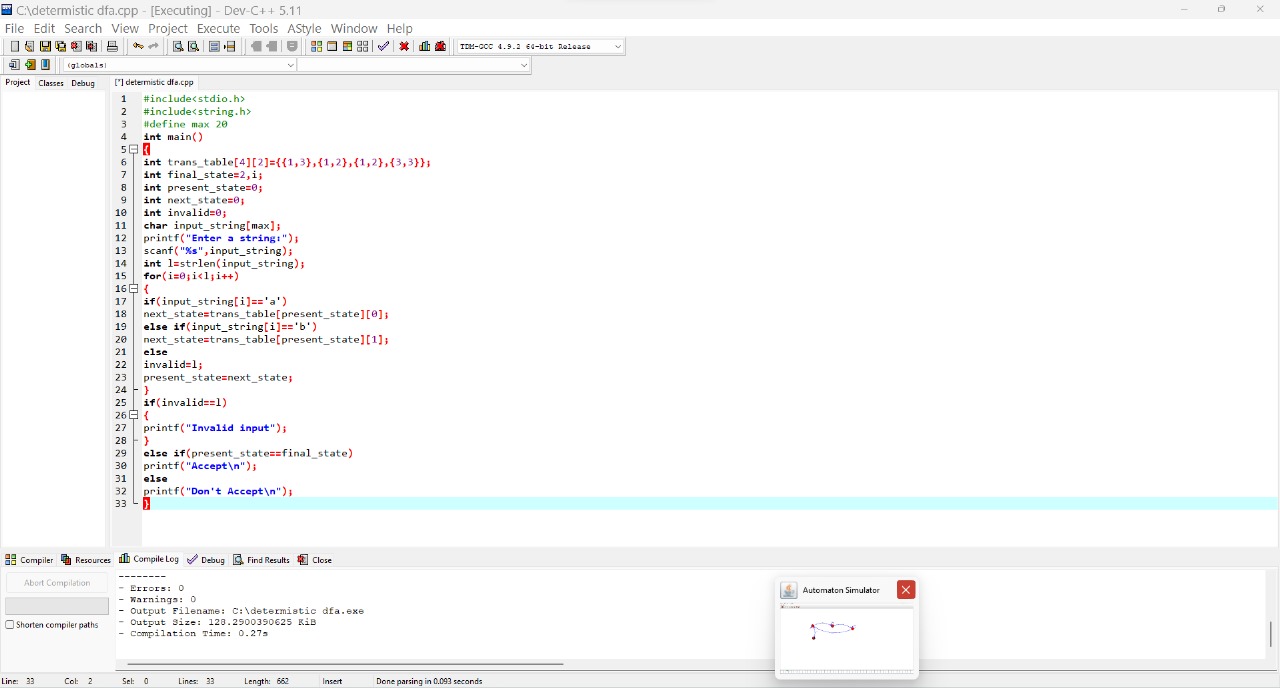 C:\determistic dfa.cpp - [Executing] - Dev-C++ 5.11
File Edit Search View Project Execute Tools AStyle Window Help
TDM-GCC 4.9.2 64-bit Release
(globals)
Project Classes Debug [*] determistic dfa.cpp
1 #include<stdio.h>
2 #include<string.h>
3 #define max 20
4 int main()
5 {
6 int trans_table[4][2]={{1,3},{1,2},{1,2},{3,3}};
7 int final_state=2,i;
8 int present_state=0;
9 int next_state=0;
10 int invalid=0;
11 char input_string[max];
12 printf("Enter a string:");
13 scanf("%s",input_string);
14 int l=strlen(input_string);
15 for(i=0;i<l;i++)
16 {
17 if(input_string[i]=='a')
18 next_state=trans_table[present_state][0];
19 else if(input_string[i]=='b')
20 next_state=trans_table[present_state][1];
21 else
22 invalid=l;
23 present_state=next_state;
24 }
25 if(invalid==l)
26 {
27 printf("Invalid input");
28 }
29 else if(present_state==final_state)
30 printf("Accept\n");
31 else
32 printf("Don't Accept\n");
33 }
Compiler Resources Compile Log Debug Find Results Close
Abort Compilation
Shorten compiler paths
--------
- Errors: 0
- Warnings: 0
- Output Filename: C:\determistic dfa.exe
- Output Size: 128.2900390625 KiB
- Compilation Time: 0.27s
Automaton Simulator
Line: 33 Col: 2 Sel: 0 Lines: 33 Length: 662 Insert Done parsing in 0.093 seconds